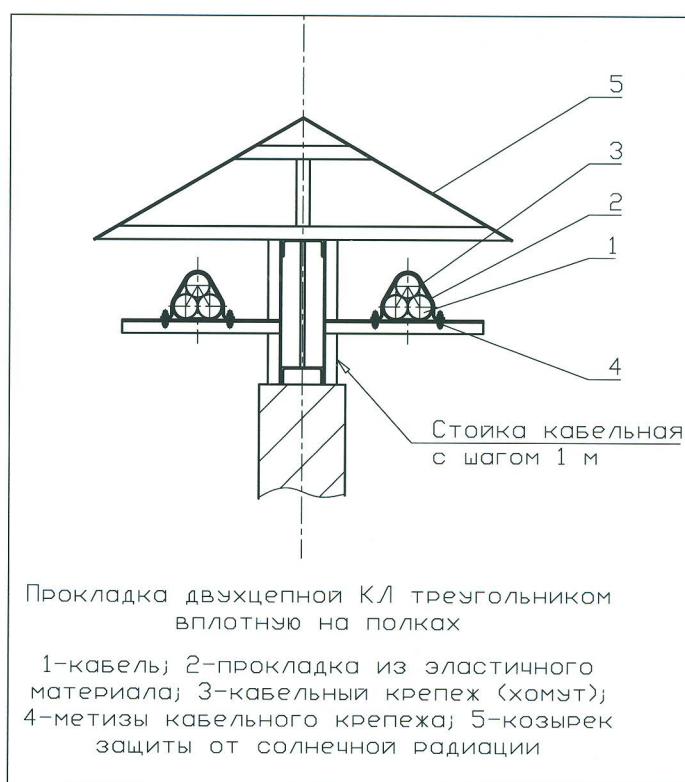 5
3
2
1
4
Стойка кабельная
с шагом 1 м
Прокладка двухцепной КЛ треугольником
вплотную на полках
1-кабель; 2-прокладка из эластичного
материала; 3-кабельный крепеж (хомут);
4-метизы кабельного крепежа; 5-козырек
защиты от солнечной радиации